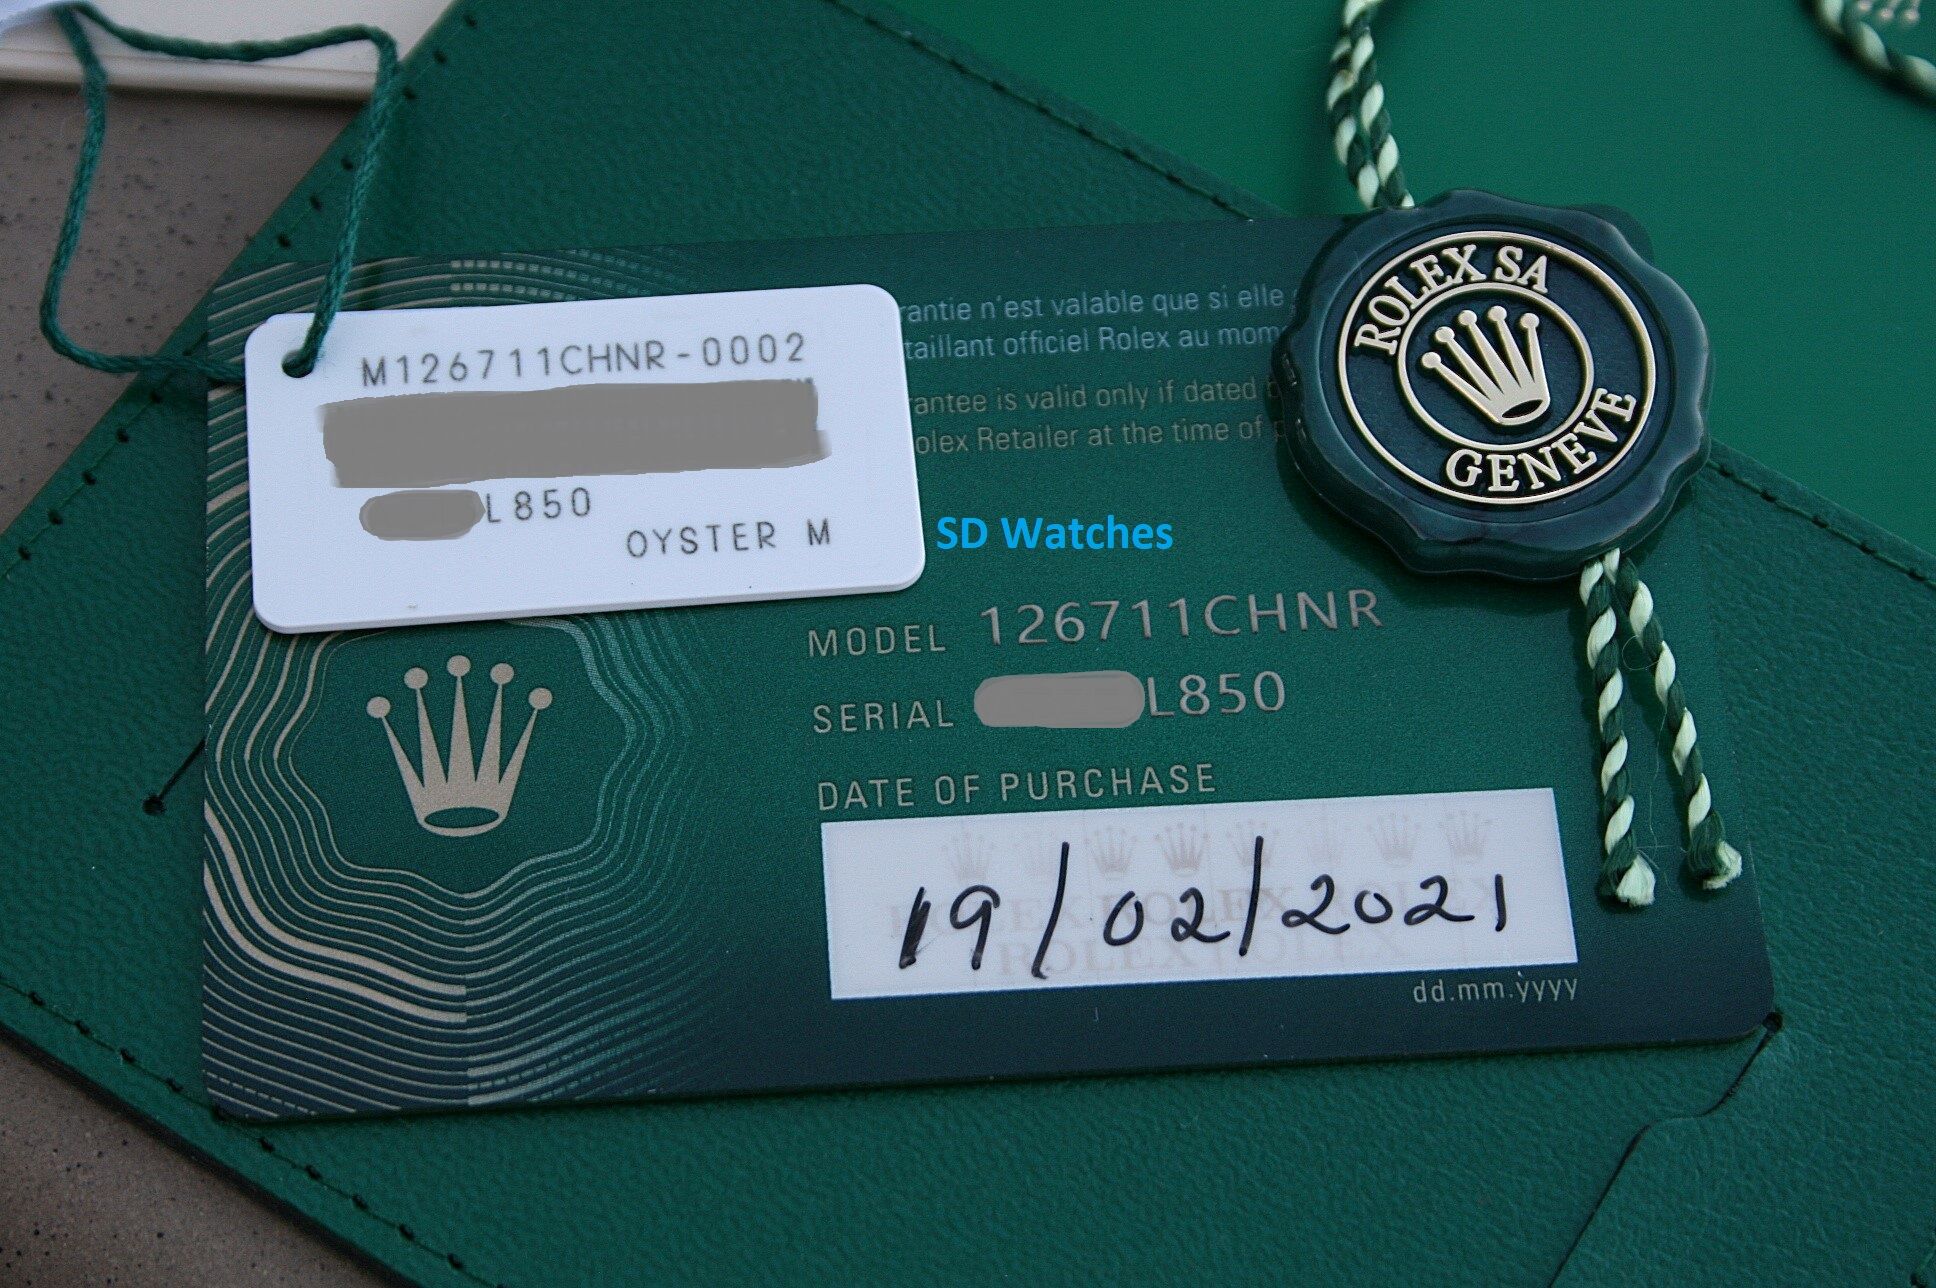 M126711CHNR-0002
L850
OYSTER M
rantie n'est valable que si elle
taillant officiel Rolex au mom
rantee is valid only if dated b
olex Retailer at the time of p
ROLEX SA
GENEVE
SD Watches
MODEL 126711CHNR
SERIAL L850
DATE OF PURCHASE
19/02/2021
dd.mm.yyyy